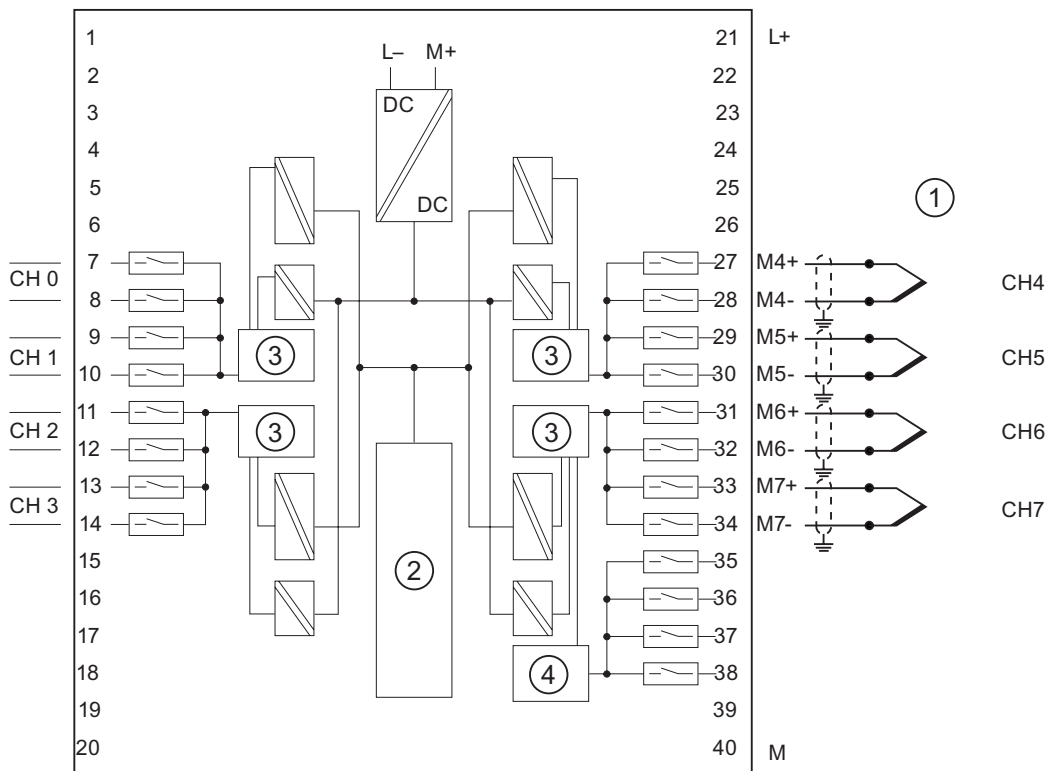 1 21 L+
L– M+
2 22
DC
3 23
4 24
5 25 ①
DC
6 26
7 27 M4+
CH 0 CH4
8 28 M4-
9 29 M5+
CH 1 ③ ③ CH5
10 30 M5-
11 31 M6+
CH 2 ③ ③ CH6
12 32 M6-
13 33 M7+
CH 3 CH7
14 34 M7-
15 35
②
16 36
17 37
18 ④ 38
19 39
20 40 M